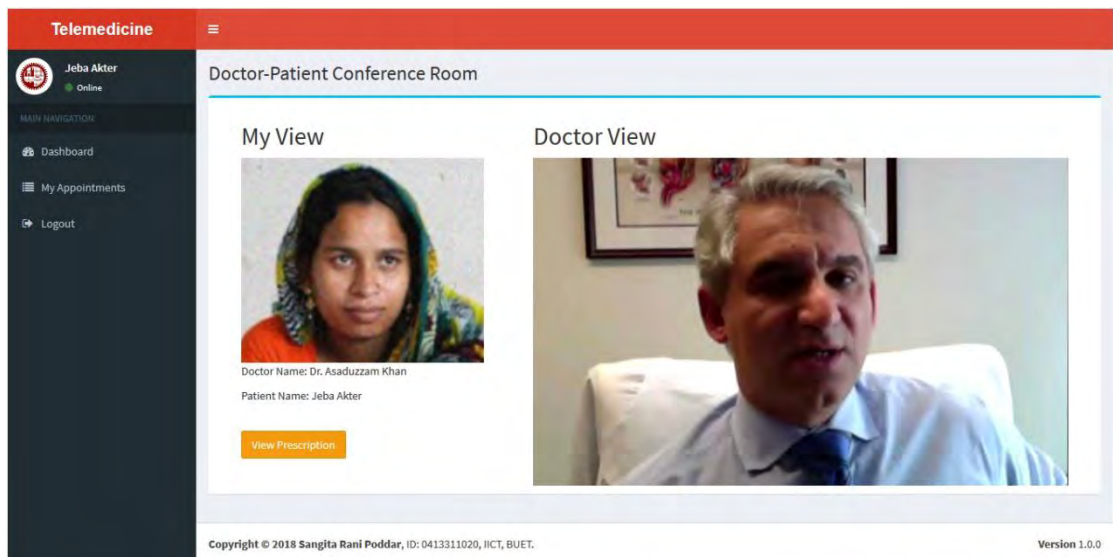 Telemedicine
Jeba Akter
Online
MAIN NAVIGATION
Dashboard
My Appointments
Logout
Doctor-Patient Conference Room
My View
Doctor View
Doctor Name: Dr. Asaduzzam Khan
Patient Name: Jeba Akter
View Prescription
Copyright © 2018 Sangita Rani Poddar, ID: 0413311020, IICT, BUET.
Version 1.0.0